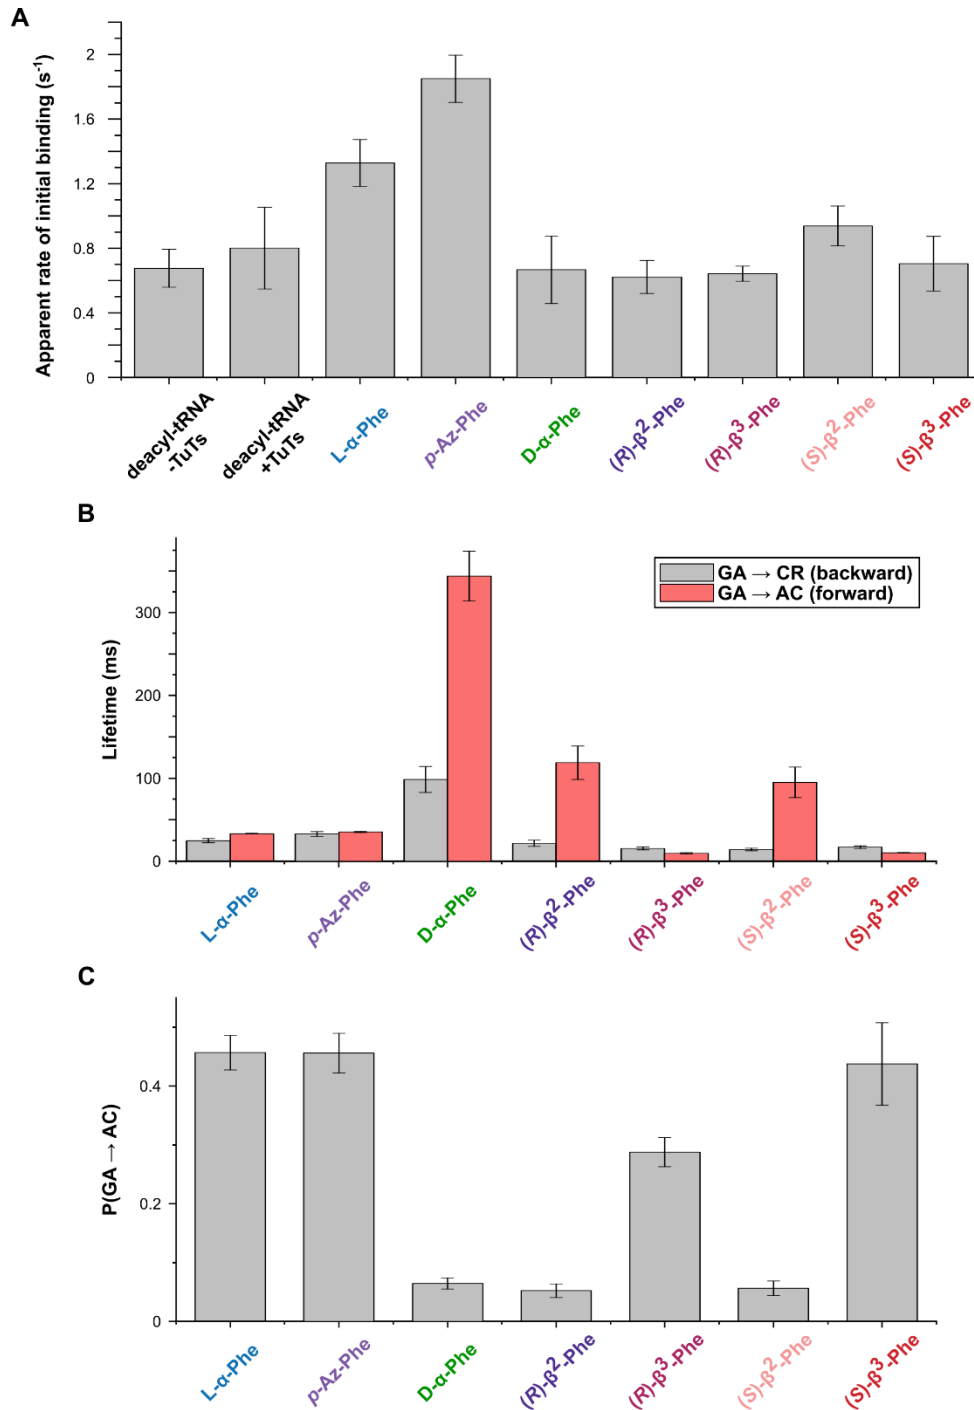 A
Apparent rate of initial binding (s⁻¹)
2
1.6
1.2
0.8
0.4
0
deacyl-tRNA
-TuTs
deacyl-tRNA
+TuTs
L-α-Phe
p-Az-Phe
D-α-Phe
(R)-β²-Phe
(R)-β³-Phe
(S)-β²-Phe
(S)-β³-Phe
B
GA → CR (backward)
GA → AC (forward)
Lifetime (ms)
300
200
100
0
L-α-Phe
p-Az-Phe
D-α-Phe
(R)-β²-Phe
(R)-β³-Phe
(S)-β²-Phe
(S)-β³-Phe
C
P(GA → AC)
0.4
0.2
0
L-α-Phe
p-Az-Phe
D-α-Phe
(R)-β²-Phe
(R)-β³-Phe
(S)-β²-Phe
(S)-β³-Phe